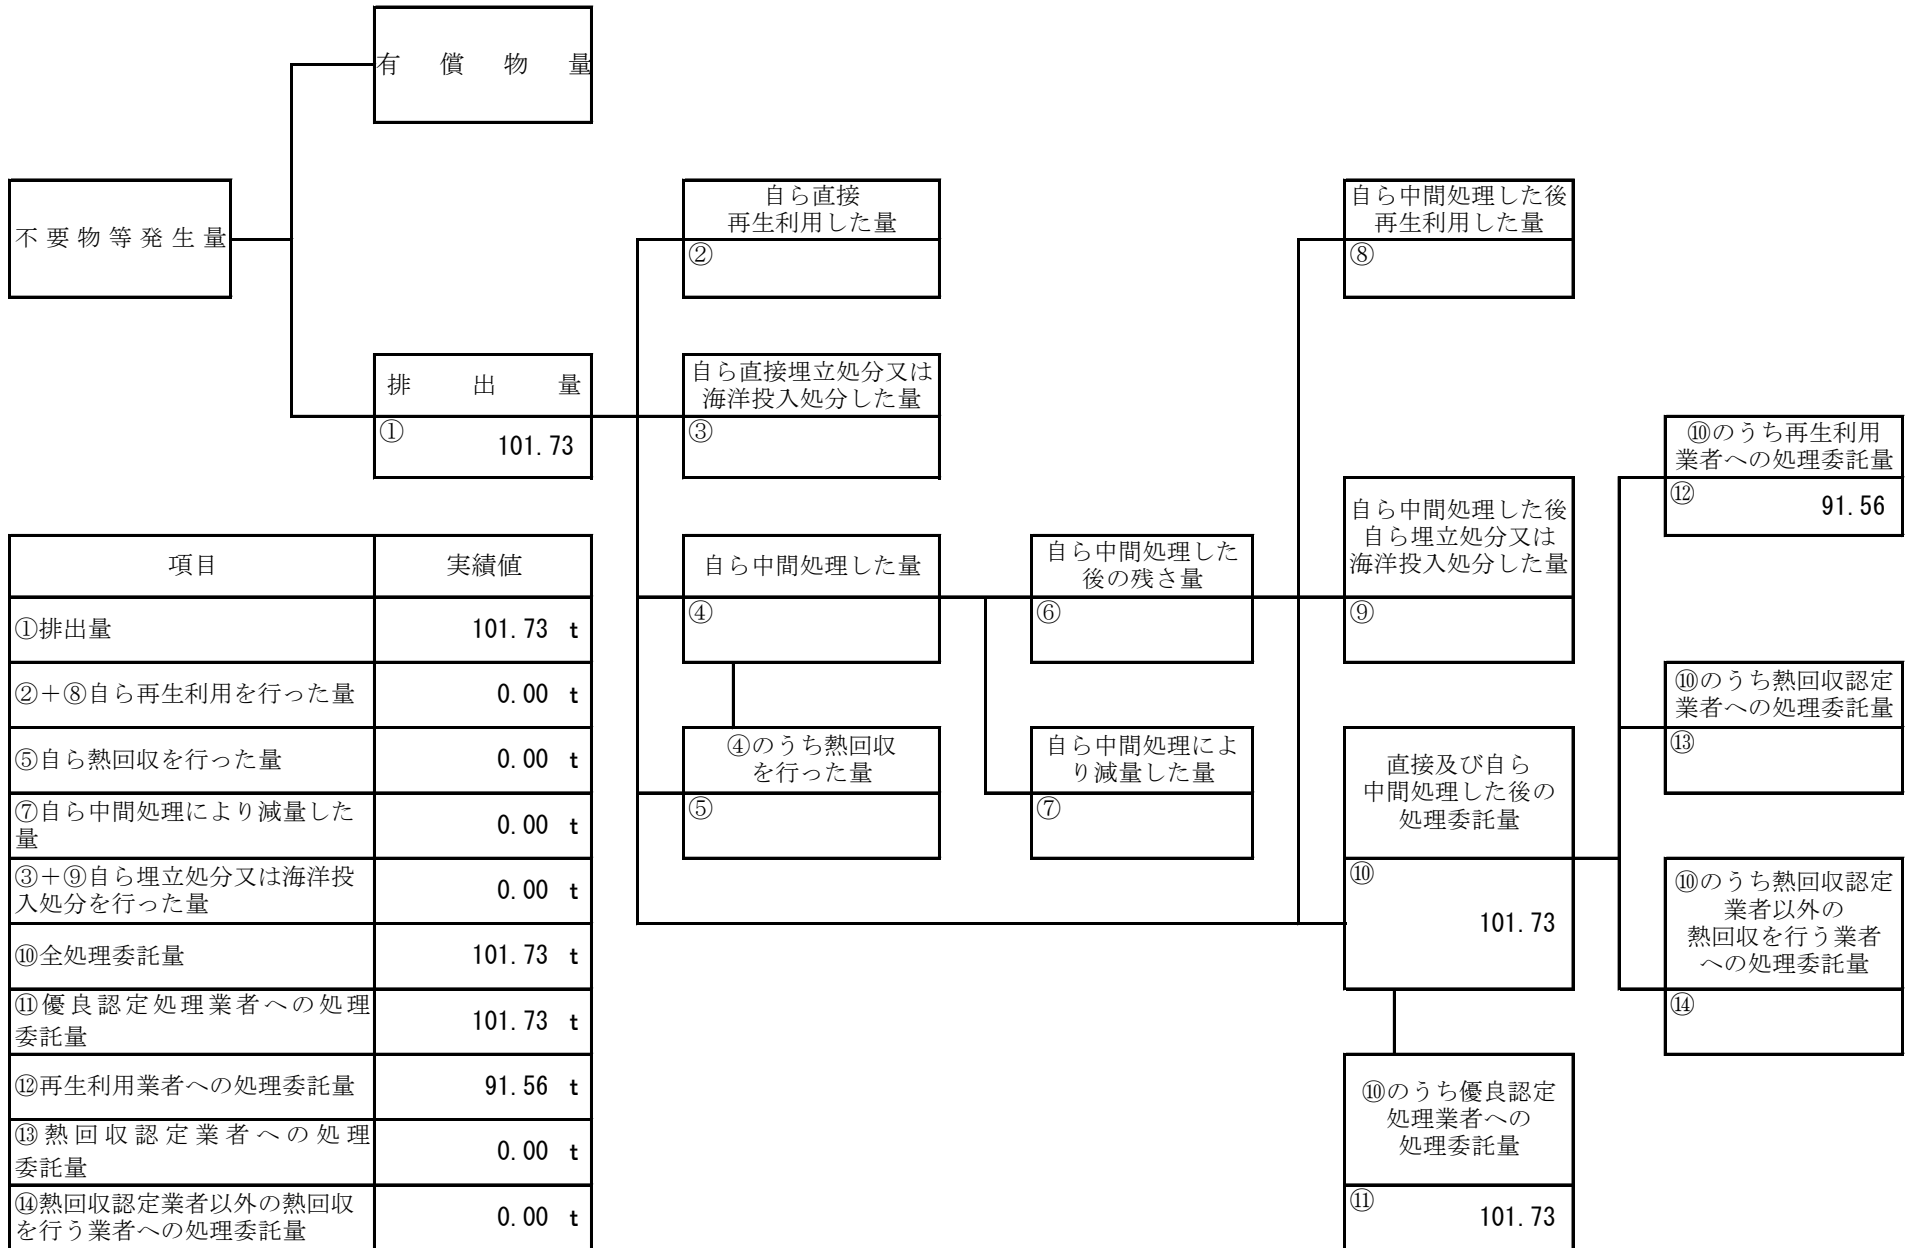 有償物量
不要物等発生量
排出量
①
101.73
自ら直接
再生利用した量
②
自ら直接埋立処分又は
海洋投入処分した量
③
自ら中間処理した量
④
④のうち熱回収
を行った量
⑤
自ら中間処理した
後の残さ量
⑥
自ら中間処理によ
り減量した量
⑦
自ら中間処理した後
再生利用した量
⑧
自ら中間処理した後
自ら埋立処分又は
海洋投入処分した量
⑨
直接及び自ら
中間処理した後の
処理委託量
⑩
101.73
⑩のうち優良認定
処理業者への
処理委託量
⑪
101.73
⑩のうち再生利用
業者への処理委託量
⑫
91.56
⑩のうち熱回収認定
業者への処理委託量
⑬
⑩のうち熱回収認定
業者以外の
熱回収を行う業者
への処理委託量
⑭
項目 実績値
①排出量 101.73 t
②＋⑧自ら再生利用を行った量 0.00 t
⑤自ら熱回収を行った量 0.00 t
⑦自ら中間処理により減量した
量 0.00 t
③＋⑨自ら埋立処分又は海洋投
入処分を行った量 0.00 t
⑩全処理委託量 101.73 t
⑪優良認定処理業者への処理
委託量 101.73 t
⑫再生利用業者への処理委託量 91.56 t
⑬熱回収認定業者への処理
委託量 0.00 t
⑭熱回収認定業者以外の熱回収
を行う業者への処理委託量 0.00 t